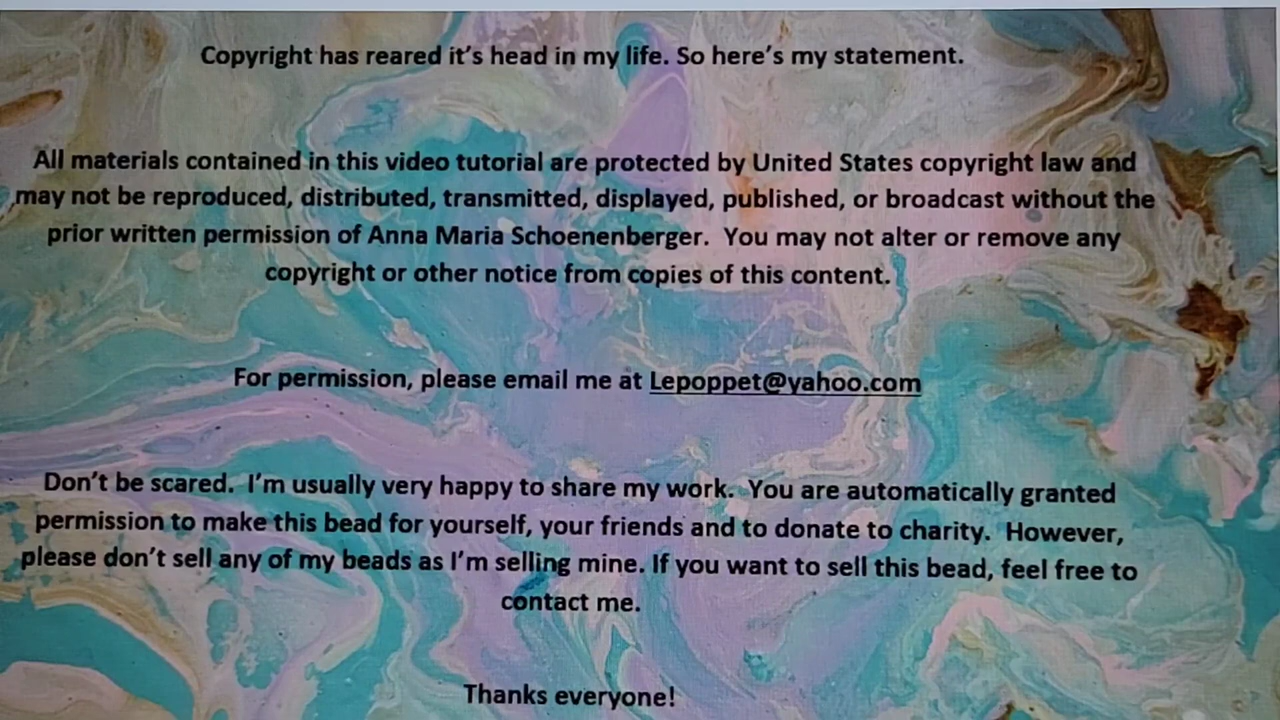 Copyright has reared it's head in my life. So here's my statement.
All materials contained in this video tutorial are protected by United States copyright law and
may not be reproduced, distributed, transmitted, displayed, published, or broadcast without the
prior written permission of Anna Maria Schoenenberger.  You may not alter or remove any
copyright or other notice from copies of this content.
For permission, please email me at Lepoppet@yahoo.com
Don't be scared.  I'm usually very happy to share my work.  You are automatically granted
permission to make this bead for yourself, your friends and to donate to charity.  However,
please don't sell any of my beads as I'm selling mine. If you want to sell this bead, feel free to
contact me.
Thanks everyone!